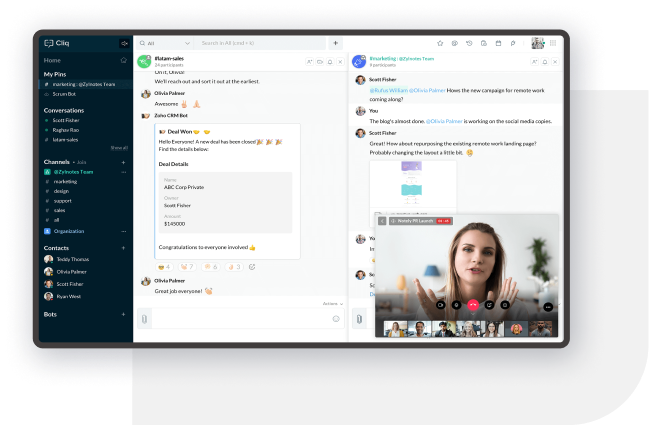 Cliq
All
Search in All (cmd + k)
Home
My Pins
# marketing : @Zylnotes Team
Scrum Bot
Conversations
Scott Fisher
Raghav Rao
# latam-sales
Show all
Channels • Join
@Zylnotes Team
# marketing
# design
# support
# sales
# all
Organization
Contacts
Teddy Thomas
Olivia Palmer
Scott Fisher
Ryan West
Bots
#latam-sales
24 participants
On it, Olivia!
We'll reach out and sort it out at the earliest.
Olivia Palmer
Awesome
Zoho CRM Bot
Deal Won
Hello Everyone! A new deal has been closed
Find the details below:
Deal Details
Name:
ABC Corp Private
Owner:
Scott Fisher
Amount:
$145000
Congratulations to everyone involved
4 7 6 3
Olivia Palmer
Great job everyone!
Actions
#marketing : @Zylnotes Team
9 participants
Scott Fisher
@Rufus William @Olivia Palmer Hows the new campaign for remote work
coming along?
You
The blog's almost done, @Olivia Palmer is working on the social media copies.
Scott Fisher
Great! How about repurposing the existing remote work landing page?
Probably changing the layout a little bit.
Notely PR Launch